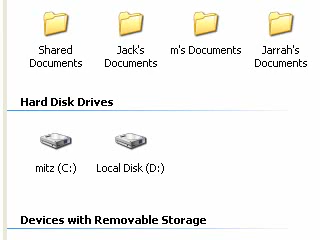 Shared Documents
Jack's Documents
m's Documents
Jarrah's Documents
Hard Disk Drives
mitz (C:)
Local Disk (D:)
Devices with Removable Storage